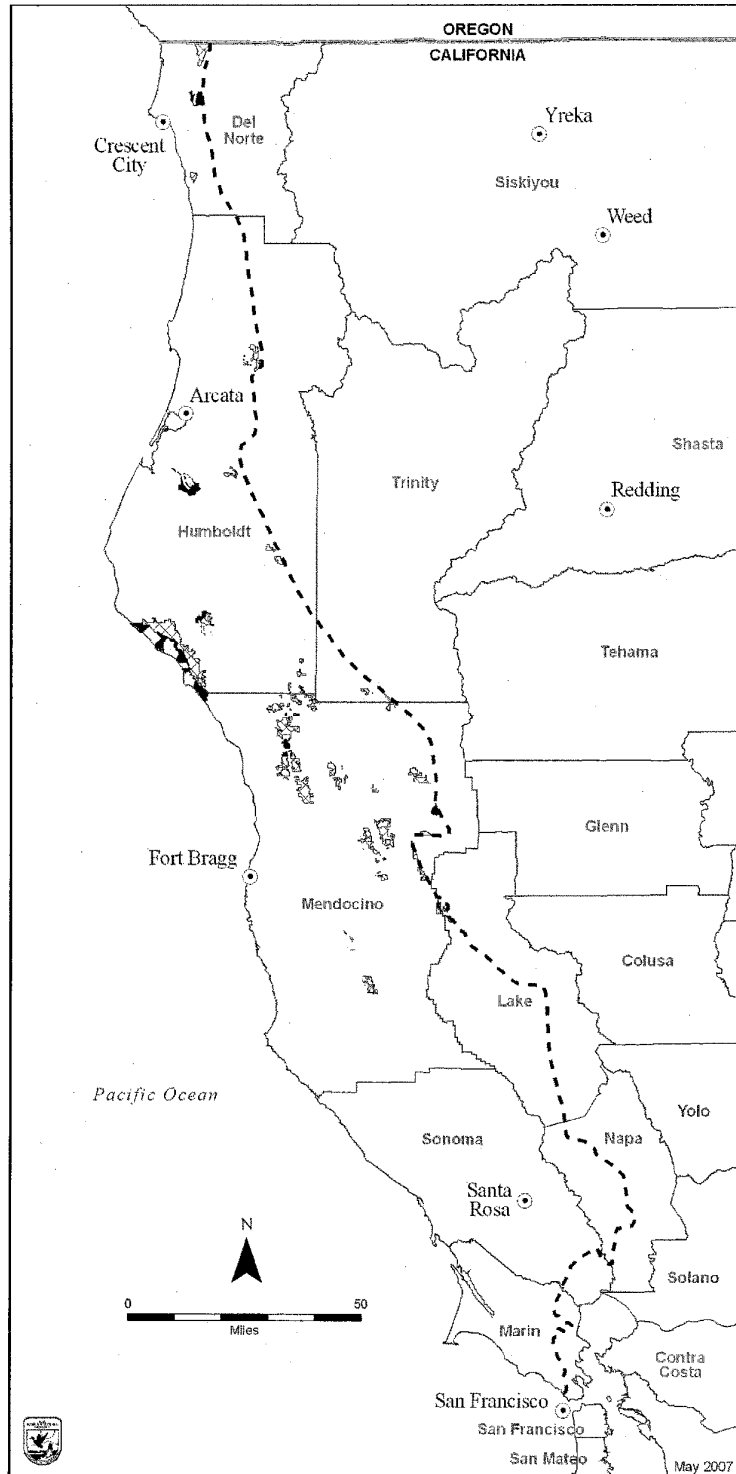 OREGON
CALIFORNIA
Del
Norte
Crescent
City
Yreka
Siskiyou
Weed
Arcata
Shasta
Trinity
Redding
Humboldt
Tehama
Glenn
Fort Bragg
Mendocino
Colusa
Lake
Pacific Ocean
Yolo
Sonoma
Napa
Santa
Rosa
N
Solano
0 50
Miles
Marin
Contra
Costa
San Francisco
San Francisco
San Mateo
May 2007